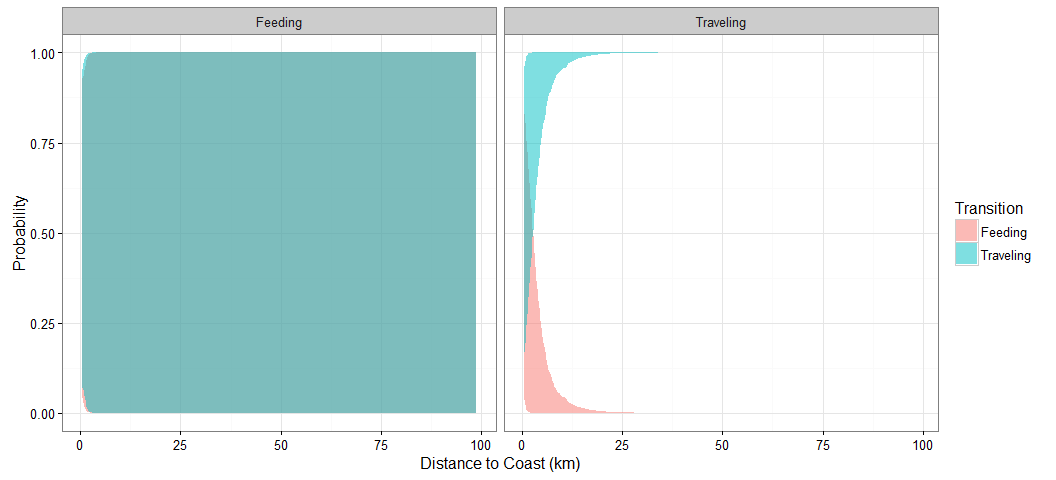 Feeding
Traveling
Probability
1.00
0.75
0.50
0.25
0.00
0
25
50
75
100
0
25
50
75
100
Distance to Coast (km)
Transition
Feeding
Traveling